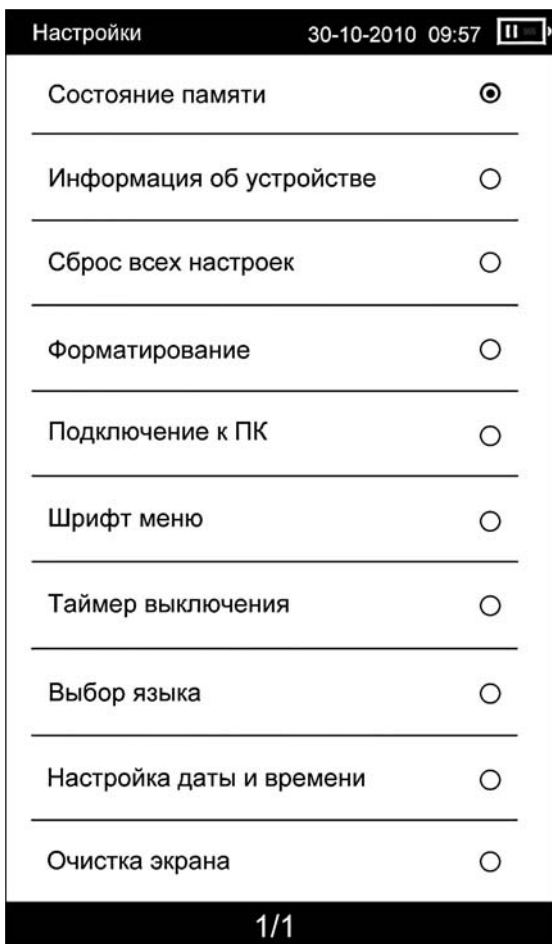 Настройки 30-10-2010 09:57
Состояние памяти
Информация об устройстве
Сброс всех настроек
Форматирование
Подключение к ПК
Шрифт меню
Таймер выключения
Выбор языка
Настройка даты и времени
Очистка экрана
1/1